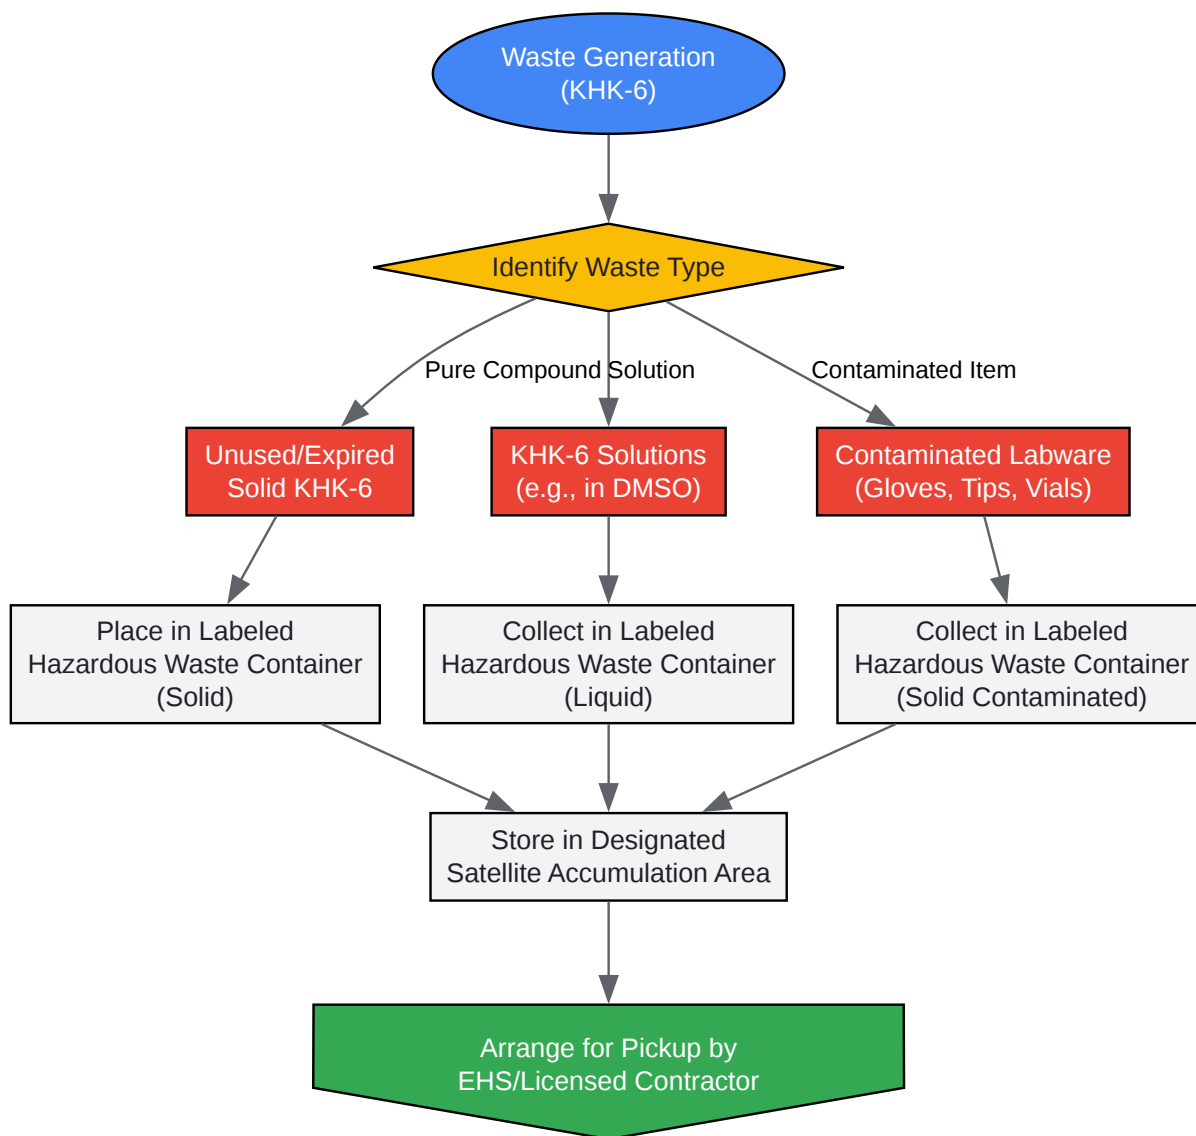 Waste Generation
(KHK-6)
Identify Waste Type
Pure Compound
Solution
Contaminated Item
Unused/Expired
Solid KHK-6
KHK-6 Solutions
(e.g., in DMSO)
Contaminated Labware
(Gloves, Tips, Vials)
Place in Labeled
Hazardous Waste Container
(Solid)
Collect in Labeled
Hazardous Waste Container
(Liquid)
Collect in Labeled
Hazardous Waste Container
(Solid Contaminated)
Store in Designated
Satellite Accumulation Area
Arrange for Pickup by
EHS/Licensed Contractor